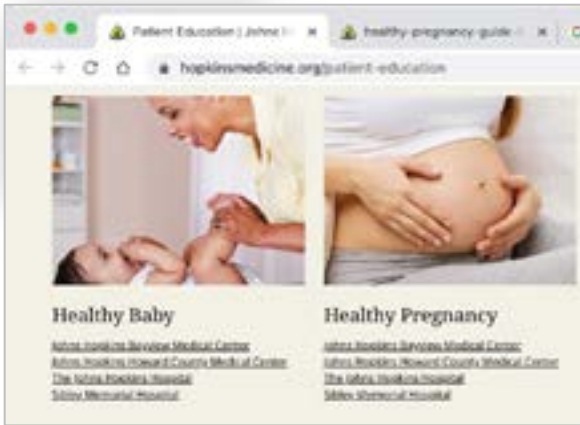 Patient Education | Johns
healthy-pregnancy-guide
hopkinsmedicine.org/patient-education
Healthy Baby
Johns Hopkins Bayview Medical Center
Johns Hopkins Howard County Medical Center
The Johns Hopkins Hospital
Sibley Memorial Hospital
Healthy Pregnancy
Johns Hopkins Bayview Medical Center
Johns Hopkins Howard County Medical Center
The Johns Hopkins Hospital
Sibley Memorial Hospital